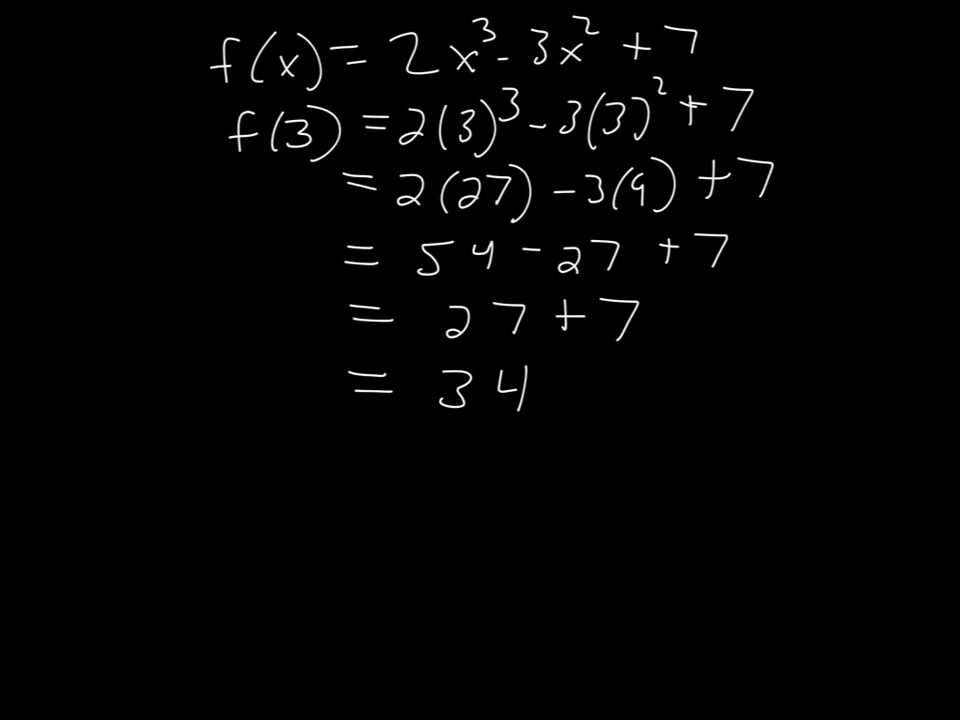 f(x) = 2x³ - 3x² + 7
f(3) = 2(3)³ - 3(3)² + 7
= 2(27) - 3(9) + 7
= 54 - 27 + 7
= 27 + 7
= 34